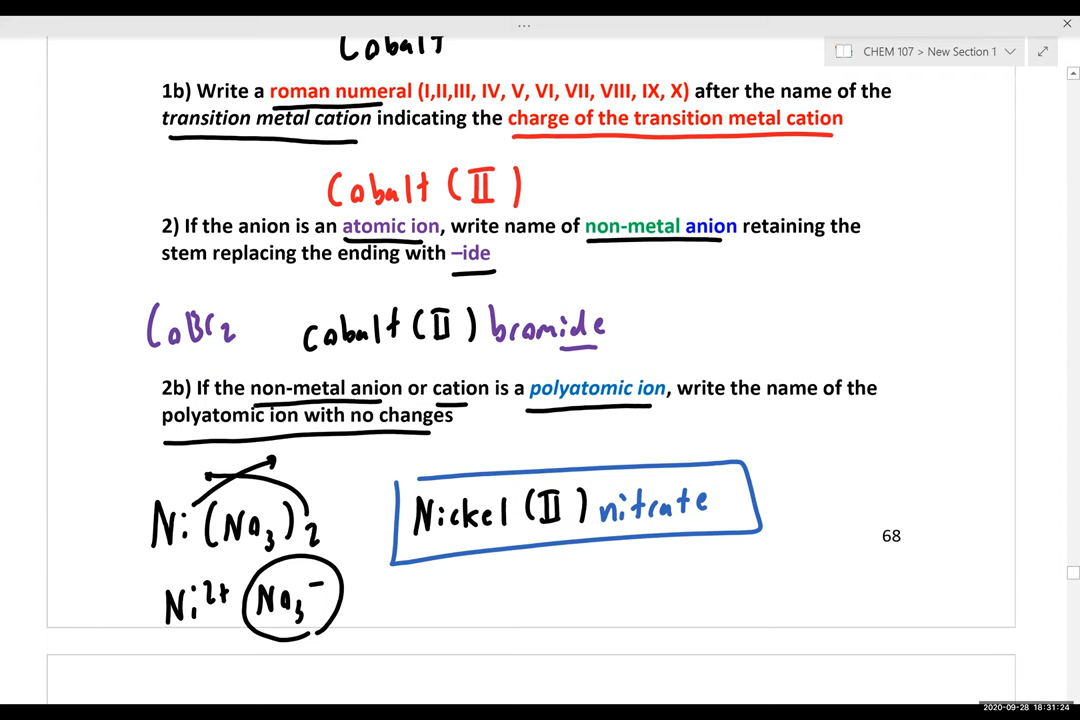 ...
CHEM 107 > New Section 1
Cobalt
1b) Write a roman numeral (I,II,III, IV, V, VI, VII, VIII, IX, X) after the name of the
transition metal cation indicating the charge of the transition metal cation
Cobalt (II)
2) If the anion is an atomic ion, write name of non-metal anion retaining the
stem replacing the ending with –ide
CoBr2 cobalt (II) bromide
2b) If the non-metal anion or cation is a polyatomic ion, write the name of the
polyatomic ion with no changes
Ni(NO3)2 Nickel (II) nitrate
68
Ni2+ NO3–
2020-09-28 18:31:24